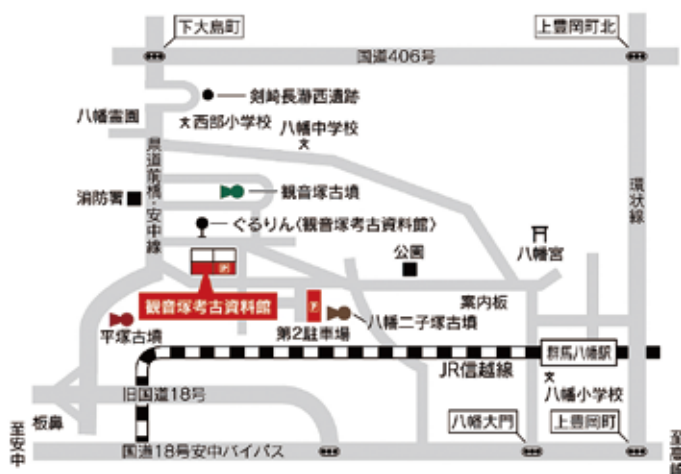 下大島町
上豊岡町北
国道406号
剣崎長瀞西遺跡
八幡霊園
文西部小学校
八幡中学校
文
県道前橋・安中線
消防署
観音塚古墳
環状線
ぐるりん〈観音塚考古資料館〉
公園
八幡宮
P
観音塚考古資料館
P
案内板
八幡二子塚古墳
平塚古墳
第2駐車場
群馬八幡駅
JR信越線
文
八幡小学校
旧国道18号
板鼻
至安中
八幡大門
上豊岡町
至高崎
国道18号安中バイパス